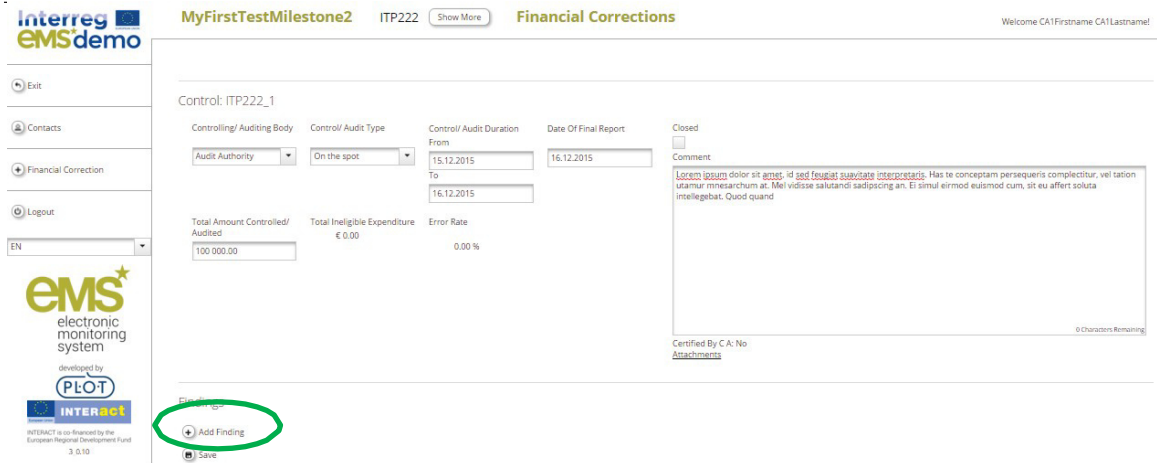 Interreg
eMS demo
MyFirstTestMilestone2 ITP222 Show More Financial Corrections
Welcome CA1Firstname CA1Lastname!
Exit
Contacts
Financial Correction
Logout
EN
eMS
electronic
monitoring
system
developed by
PLOT
INTERact
INTERACT is co-financed by the
European Regional Development Fund
3_0.10
Control: ITP222_1
Controlling/ Auditing Body Control/ Audit Type Control/ Audit Duration Date Of Final Report Closed
From
Audit Authority On the spot 15.12.2015 16.12.2015
To
16.12.2015
Comment
Lorem ipsum dolor sit amet, id sed feugiat suavitate interpretaris. Has te conceptam persequeris complectitur, vel tation
utamur mnesarchum at. Mel vidisse salutandi sadipscing an. Ei simul eirmod euismod cum, sit eu affert soluta
intellegebat. Quod quand
0 Characters Remaining
Total Amount Controlled/ Total Ineligible Expenditure Error Rate
Audited
€ 0.00
0.00 %
100 000.00
Certified By C A: No
Attachments
Findings
Add Finding
Save